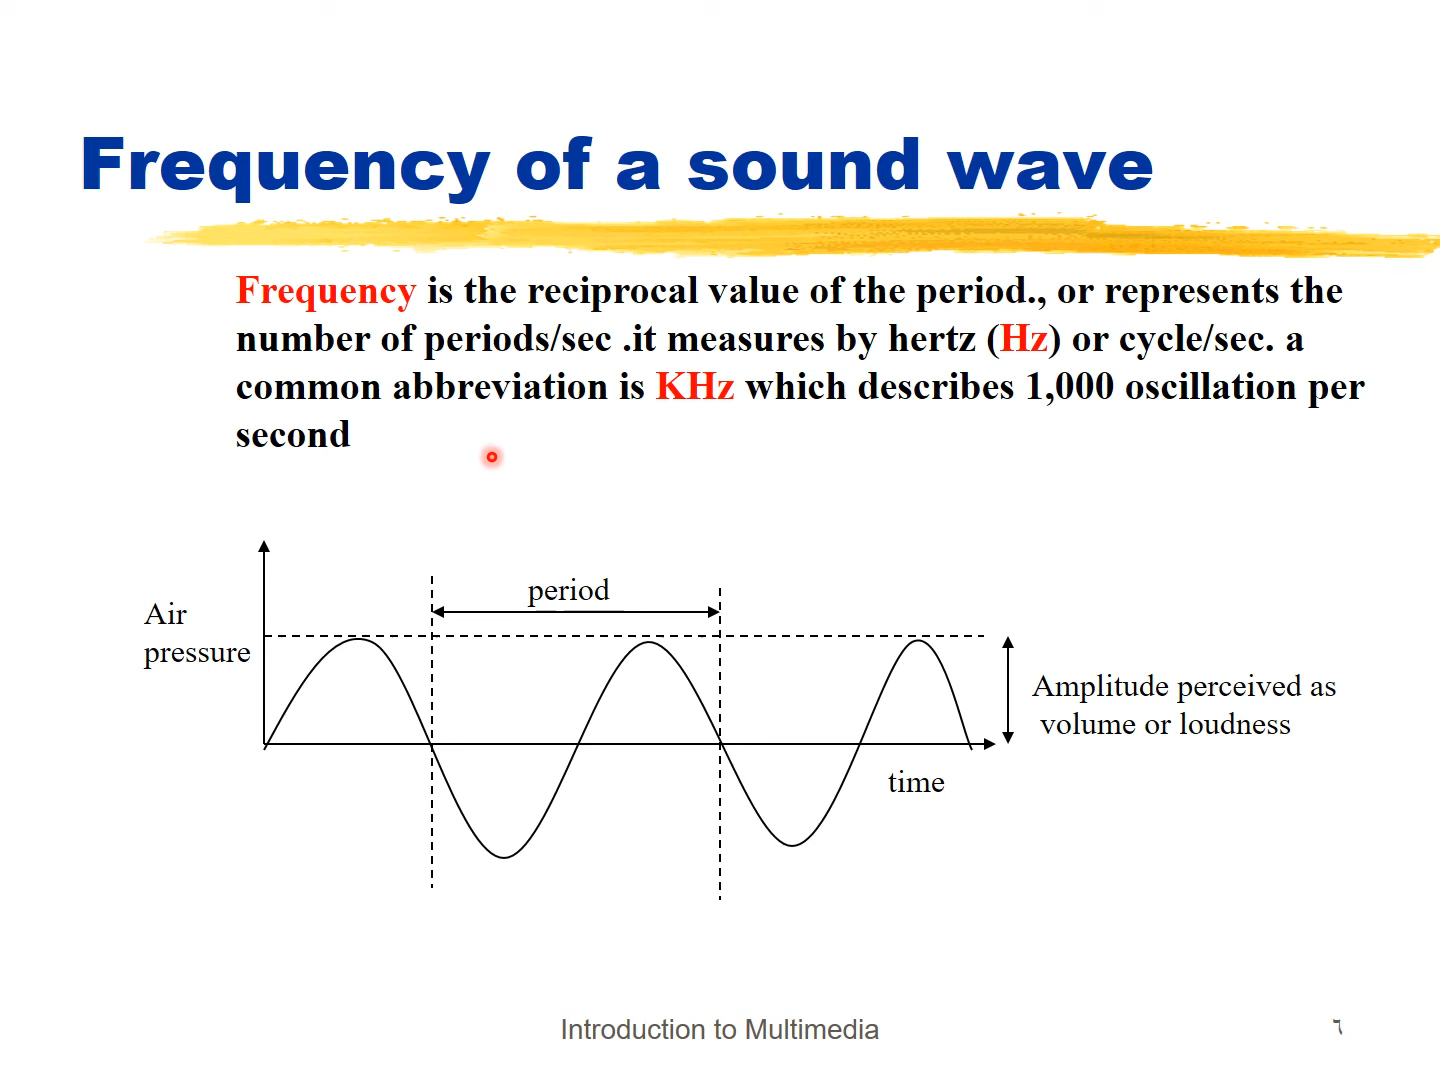 Frequency of a sound wave
Frequency is the reciprocal value of the period., or represents the
number of periods/sec .it measures by hertz (Hz) or cycle/sec. a
common abbreviation is KHz which describes 1,000 oscillation per
second
period
Air
pressure
Amplitude perceived as
volume or loudness
time
Introduction to Multimedia
٦